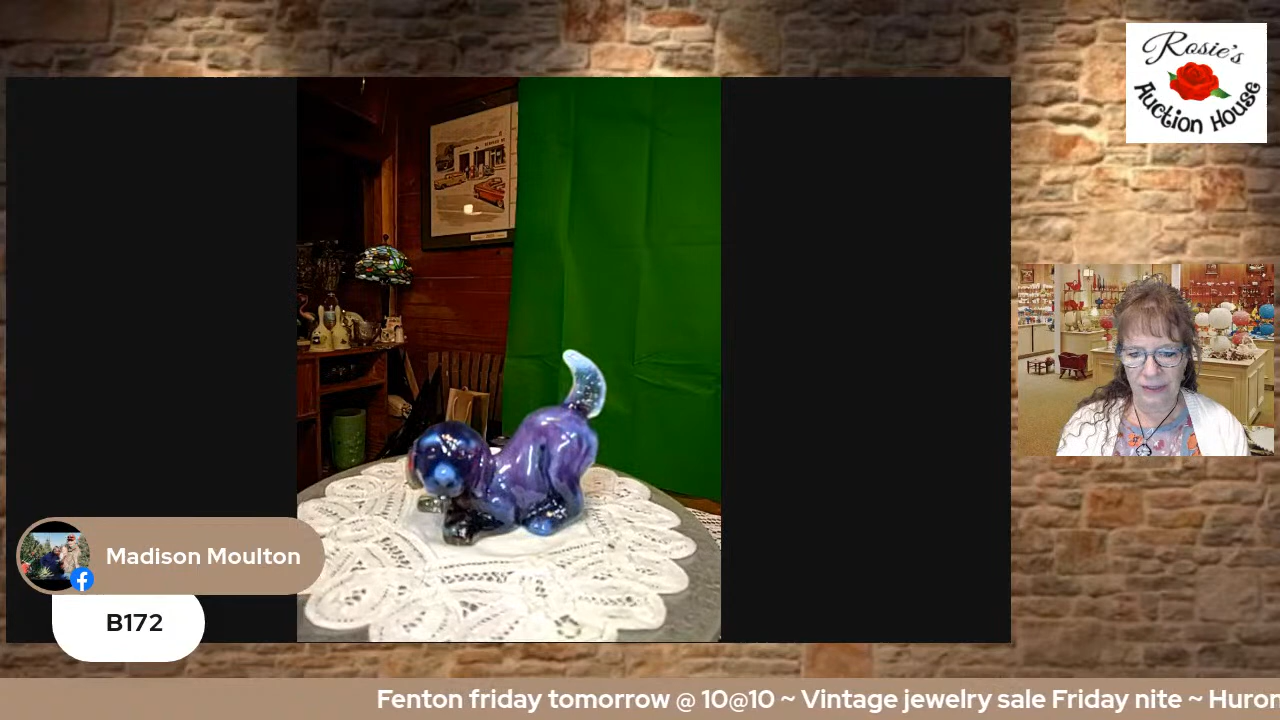 Rosie's
Auction House
Madison Moulton
B172
Fenton friday tomorrow @ 10@10 ~ Vintage jewelry sale Friday nite ~ Huron